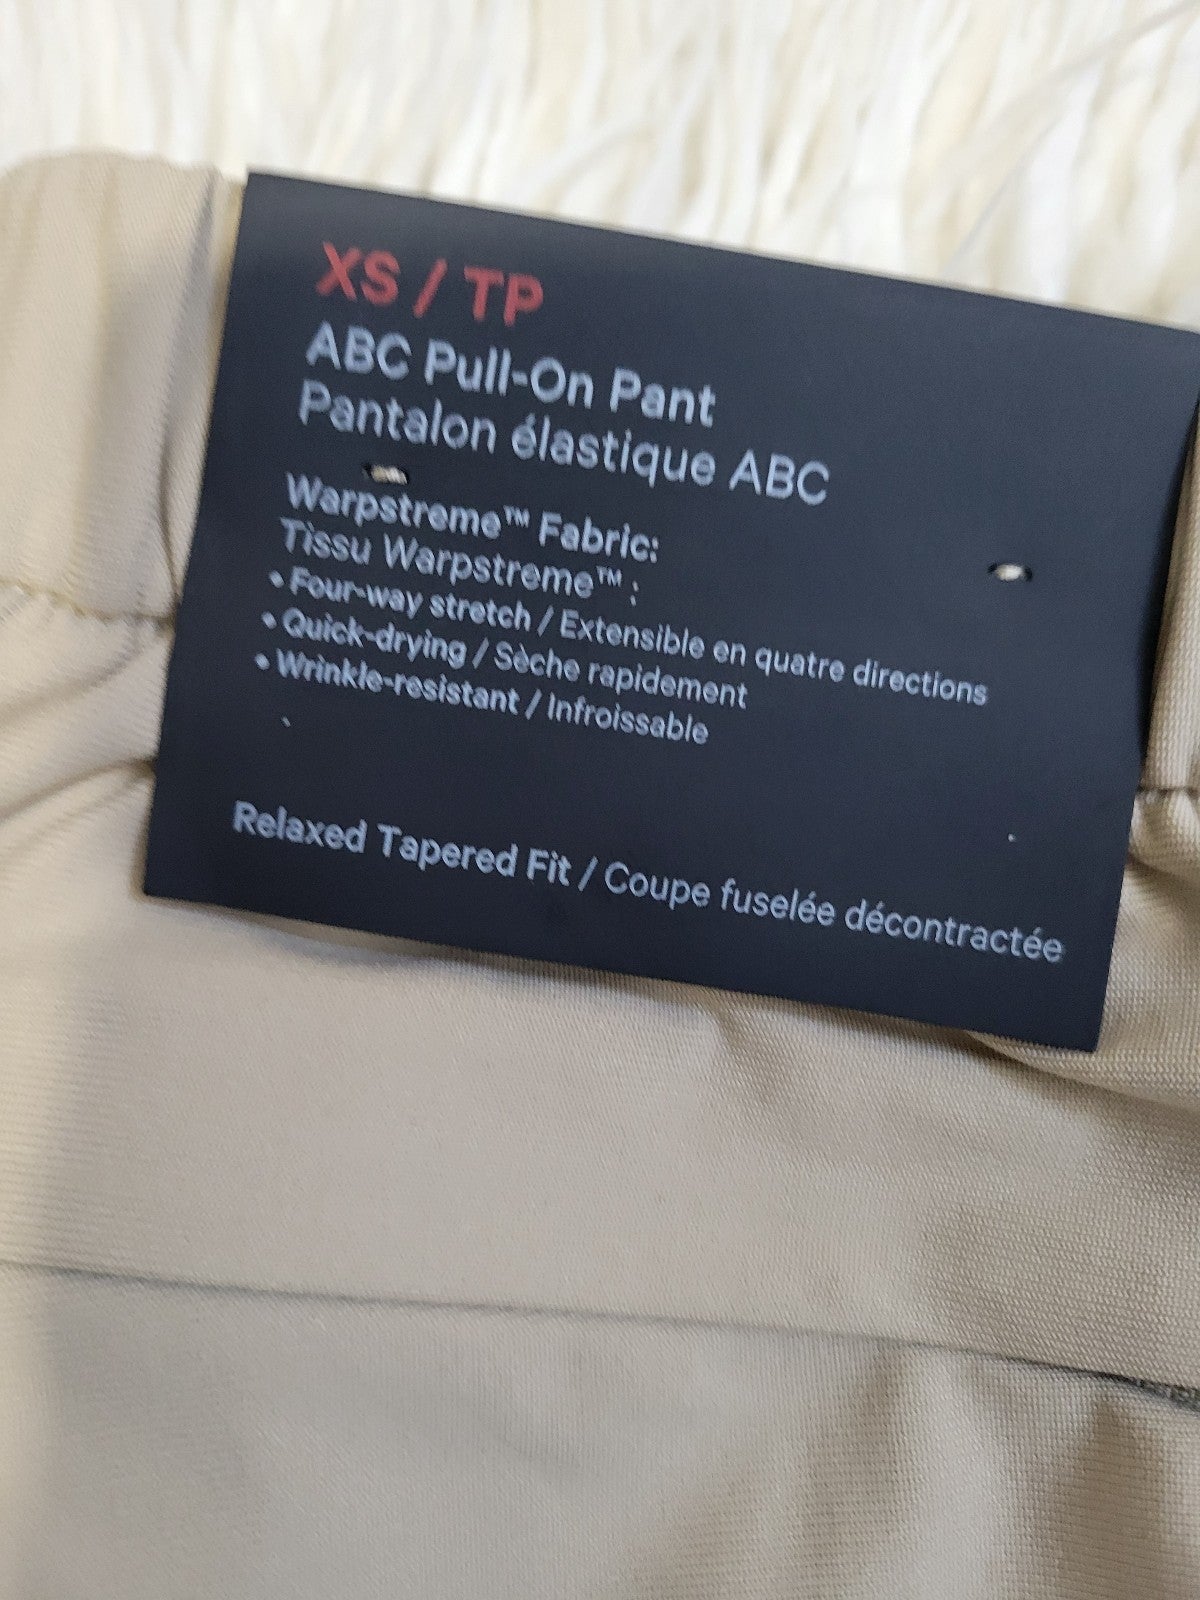 XS / TP
ABC Pull-On Pant
Pantalon élastique ABC
Warpstreme™ Fabric:
Tissu Warpstreme™ :
• Four-way stretch / Extensible en quatre directions
• Quick-drying / Sèche rapidement
• Wrinkle-resistant / Infroissable
Relaxed Tapered Fit / Coupe fuselée décontractée